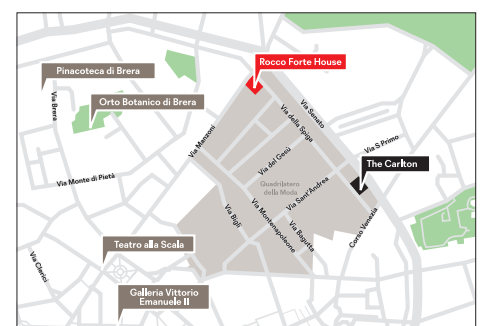 Rocco Forte House
Pinacoteca di Brera
Orto Botanico di Brera
Via Brera
Via Senato
Via della Spiga
Via Manzoni
Via S Primo
The Carlton
Via del Gesù
Via Monte di Pietà
Quadrilatero
della Moda
Via Sant'Andrea
Via Bigli
Via Montenapoleone
Via Bagutta
Corso Venezia
Teatro alla Scala
Via Clerici
Galleria Vittorio
Emanuele II